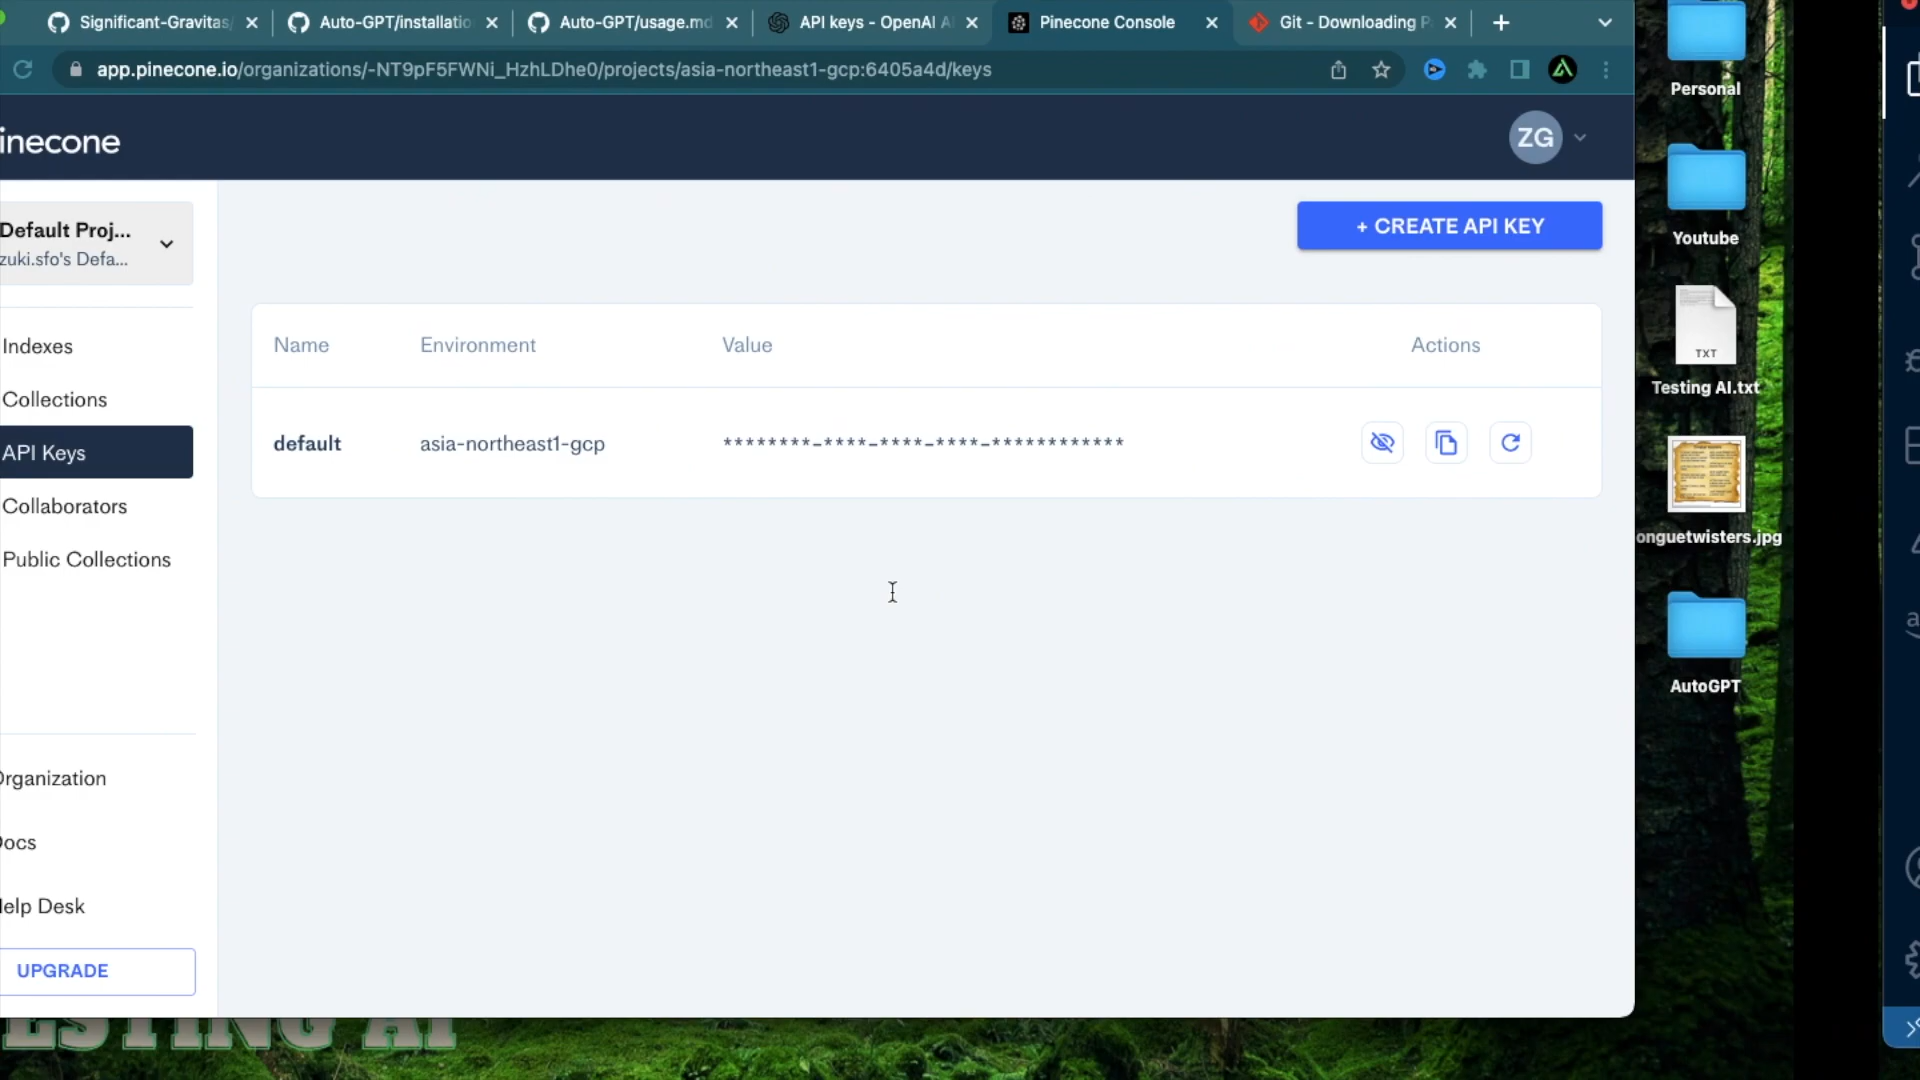 Significant-Gravitas/
Auto-GPT/installatio
Auto-GPT/usage.md
API keys - OpenAI A
Pinecone Console
Git - Downloading P
app.pinecone.io/organizations/-NT9pF5FWNi_HzhLDhe0/projects/asia-northeast1-gcp:6405a4d/keys
inecone
ZG
Default Proj...
zuki.sfo's Defa...
+ CREATE API KEY
Indexes
Collections
API Keys
Collaborators
Public Collections
Organization
Docs
Help Desk
UPGRADE
Name Environment Value Actions
default asia-northeast1-gcp ********-****-****-****-************
Personal
Youtube
TXT
Testing AI.txt
onguetwisters.jpg
AutoGPT
TESTING AI